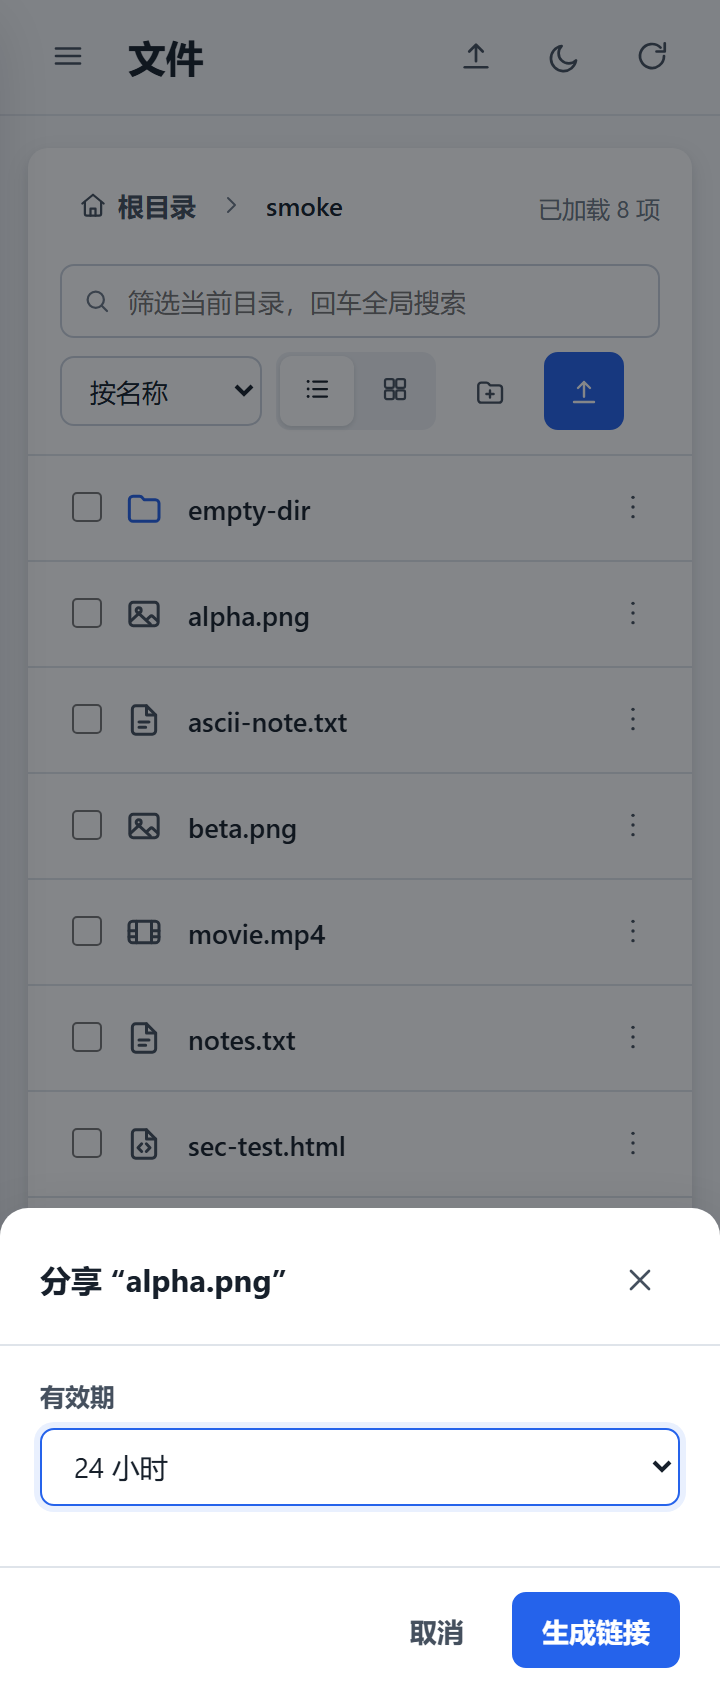 文件
根目录 smoke 已加载 8 项
筛选当前目录，回车全局搜索
按名称
empty-dir
alpha.png
ascii-note.txt
beta.png
movie.mp4
notes.txt
sec-test.html
分享 “alpha.png”
有效期
24 小时
取消 生成链接